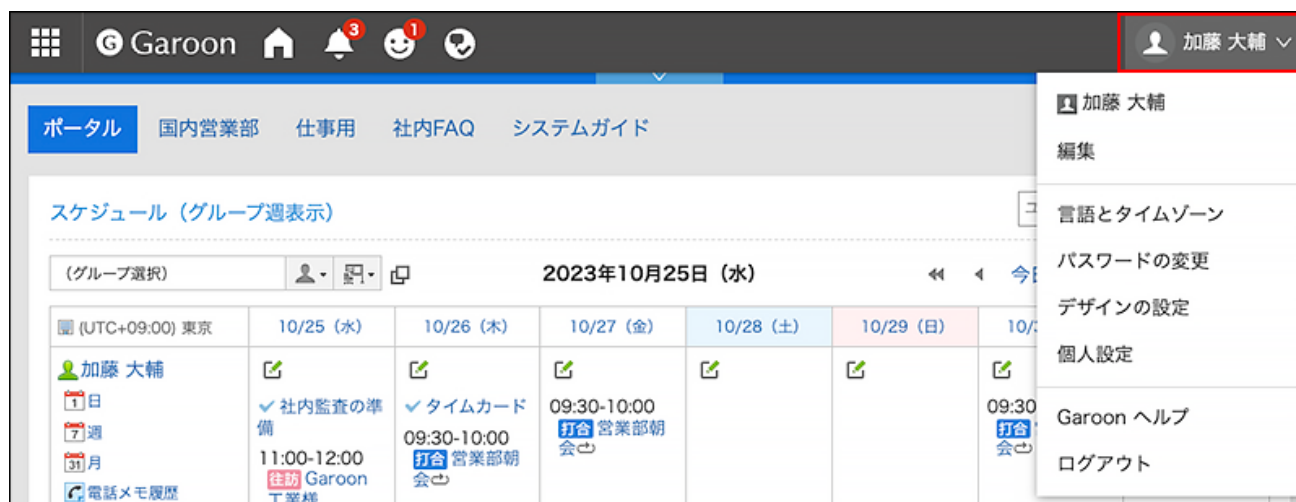 G Garoon 3 1 加藤 大輔
加藤 大輔
編集
言語とタイムゾーン
パスワードの変更
デザインの設定
個人設定
Garoon ヘルプ
ログアウト
ポータル 国内営業部 仕事用 社内FAQ システムガイド
スケジュール（グループ週表示）
(グループ選択) 2023年10月25日（水） 今日
(UTC+09:00) 東京 10/25（水） 10/26（木） 10/27（金） 10/28（土） 10/29（日） 10/3
加藤 大輔
1 日
7 週
31 月
電話メモ履歴
社内監査の準
備
11:00-12:00
往訪 Garoon
工業様
タイムカード
09:30-10:00
打合 営業部朝
会
09:30-10:00
打合 営業部朝
会
09:30
打合
会